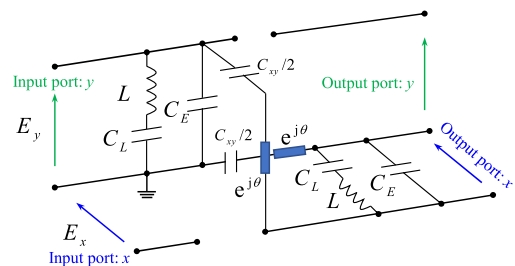 C_xy/2
Input port: y
L
C_E
Output port: y
E_y
C_L
C_xy/2
e^jθ
Output port: x
e^jθ
C_L
L
C_E
E_x
Input port: x